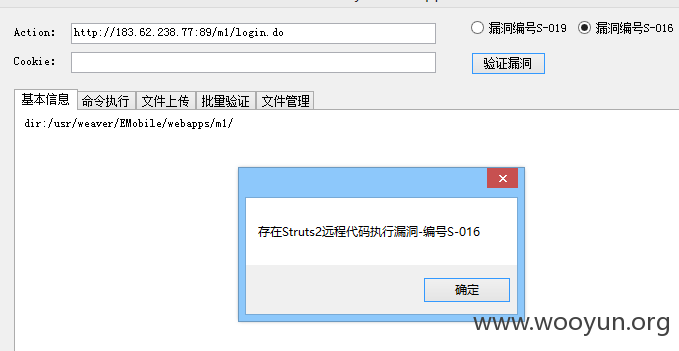 Action:
http://183.62.238.77:89/m1/login.do
漏洞编号S-019
漏洞编号S-016
Cookie:
验证漏洞
基本信息 命令执行 文件上传 批量验证 文件管理
dir:/usr/weaver/EMobile/webapps/m1/
存在Struts2远程代码执行漏洞-编号S-016
确定
www.wooyun.org